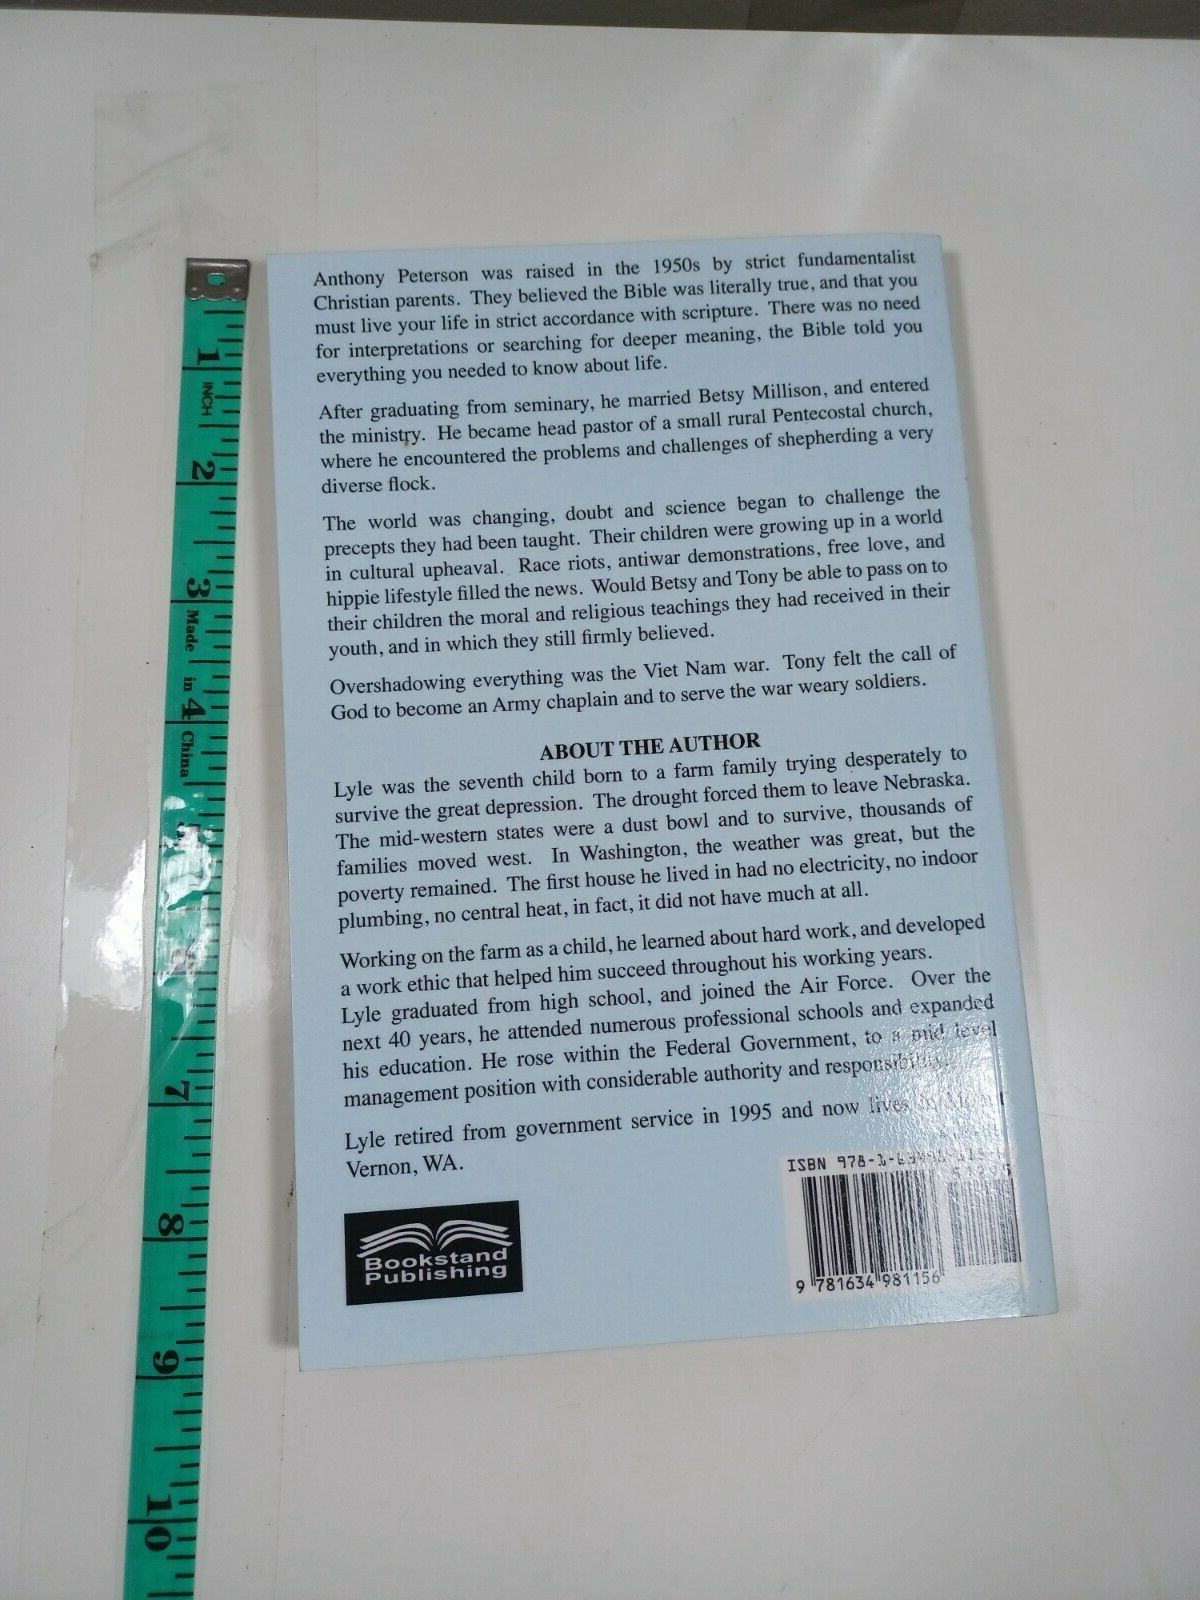 Anthony Peterson was raised in the 1950s by strict fundamentalist
Christian parents. They believed the Bible was literally true, and that you
must live your life in strict accordance with scripture. There was no need
for interpretations or searching for deeper meaning, the Bible told you
everything you needed to know about life.
After graduating from seminary, he married Betsy Millison, and entered
the ministry. He became head pastor of a small rural Pentecostal church,
where he encountered the problems and challenges of shepherding a very
diverse flock.
The world was changing, doubt and science began to challenge the
precepts they had been taught. Their children were growing up in a world
in cultural upheaval. Race riots, antiwar demonstrations, free love, and
hippie lifestyle filled the news. Would Betsy and Tony be able to pass on to
their children the moral and religious teachings they had received in their
youth, and in which they still firmly believed.
Overshadowing everything was the Viet Nam war. Tony felt the call of
God to become an Army chaplain and to serve the war weary soldiers.
ABOUT THE AUTHOR
Lyle was the seventh child born to a farm family trying desperately to
survive the great depression. The drought forced them to leave Nebraska.
The mid-western states were a dust bowl and to survive, thousands of
families moved west. In Washington, the weather was great, but the
poverty remained. The first house he lived in had no electricity, no indoor
plumbing, no central heat, in fact, it did not have much at all.
Working on the farm as a child, he learned about hard work, and developed
a work ethic that helped him succeed throughout his working years.
Lyle graduated from high school, and joined the Air Force. Over the
next 40 years, he attended numerous professional schools and expanded
his education. He rose within the Federal Government, to a mid level
management position with considerable authority and responsibility.
Lyle retired from government service in 1995 and now lives in
Vernon, WA.
ISBN
9 781634 981156
Bookstand
Publishing
1
INCH
2
3
Made
in
4
China
7
8
9
10